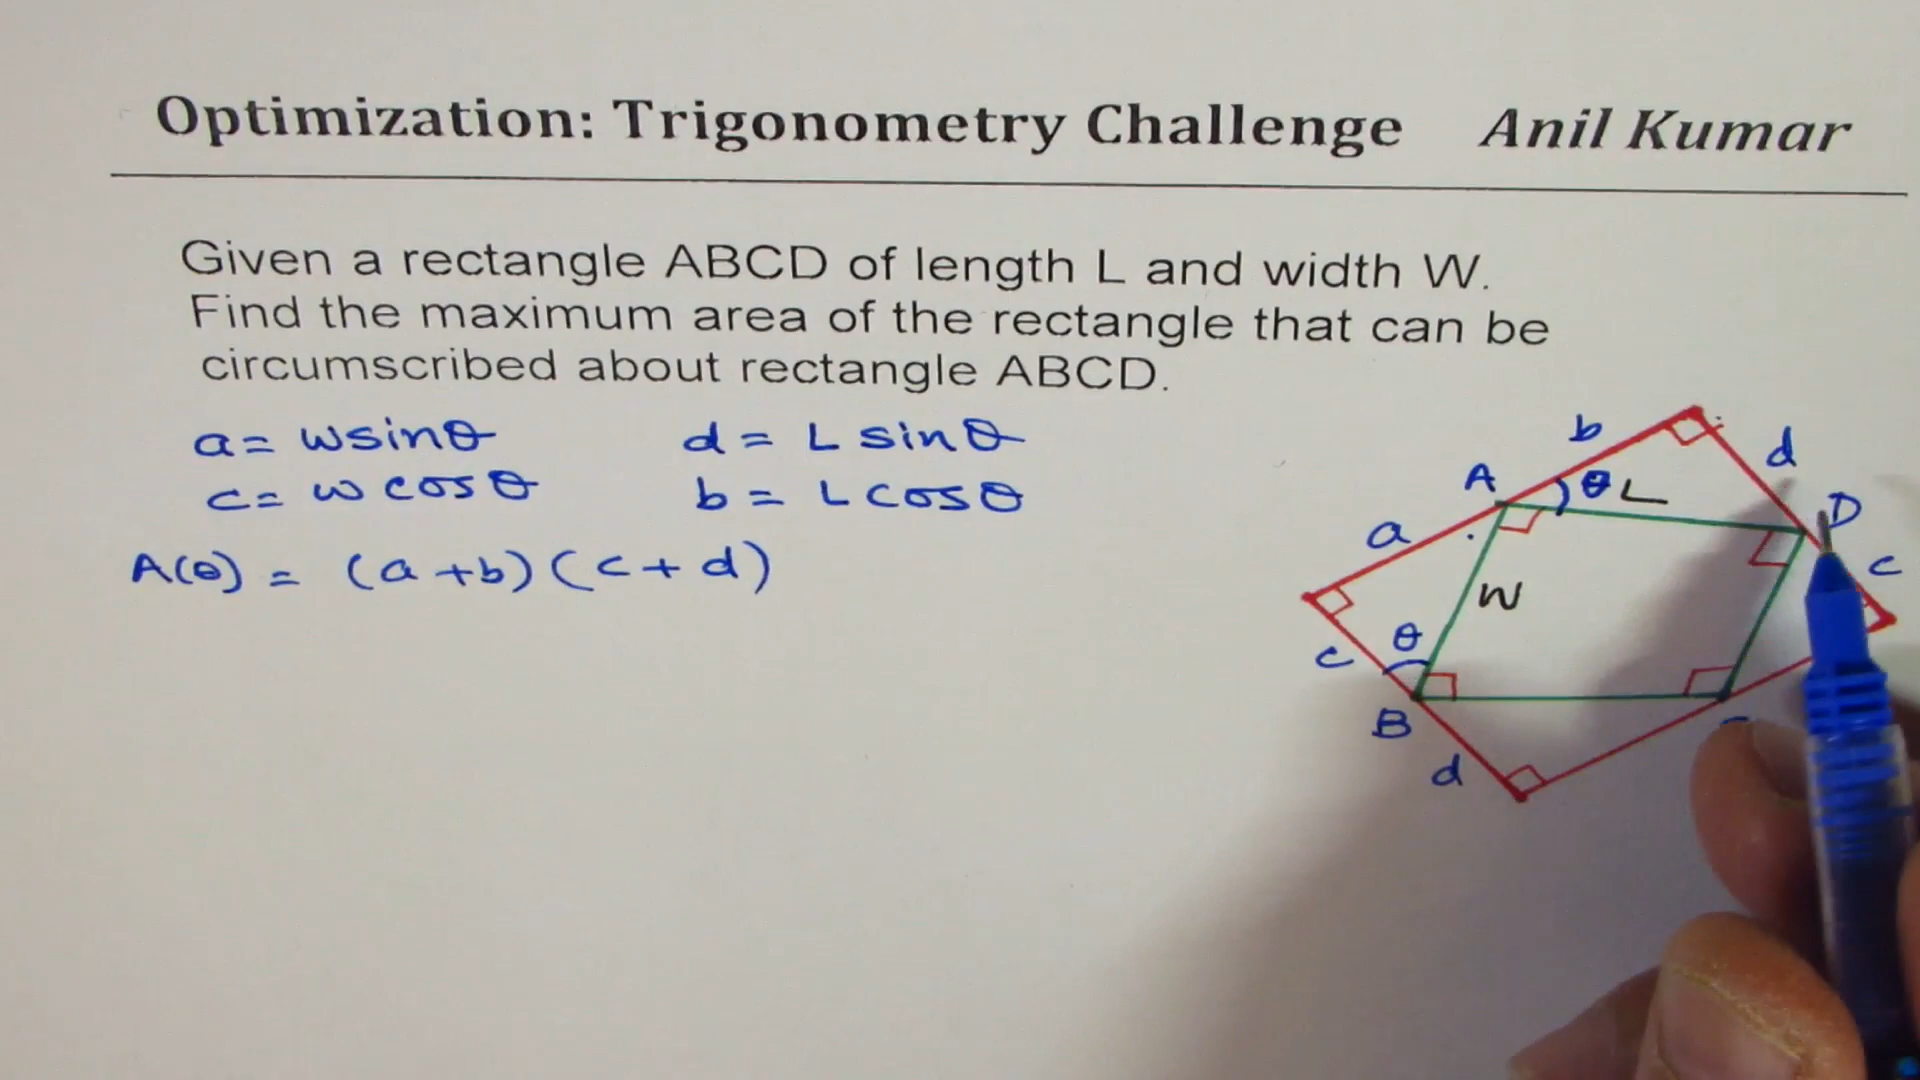 Optimization: Trigonometry Challenge Anil Kumar
Given a rectangle ABCD of length L and width W.
Find the maximum area of the rectangle that can be
circumscribed about rectangle ABCD.
a = w sinθ d = L sinθ
c = w cosθ b = L cosθ
A(θ) = (a + b)(c + d)
b
d
A
θ L
D
a
c
W
θ
c
B
d